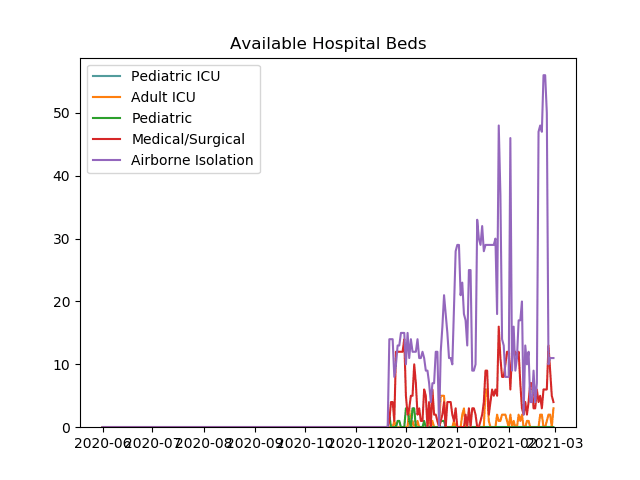 Available Hospital Beds
Pediatric ICU
Adult ICU
Pediatric
Medical/Surgical
Airborne Isolation
50
40
30
20
10
0
2020-06 2020-07 2020-08 2020-09 2020-10 2020-11 2020-12 2021-01 2021-02 2021-03